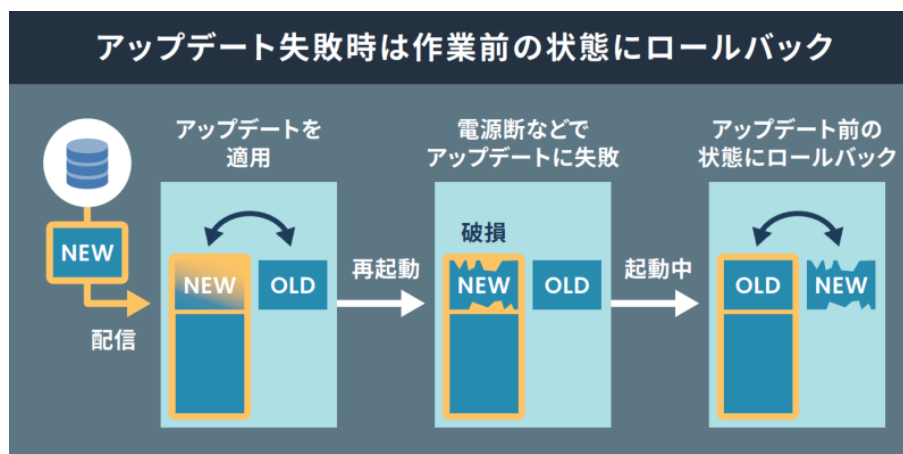 アップデート失敗時は作業前の状態にロールバック
アップデートを
適用
電源断などで
アップデートに失敗
アップデート前の
状態にロールバック
NEW
配信
NEW
OLD
再起動
破損
NEW
OLD
起動中
OLD
NEW